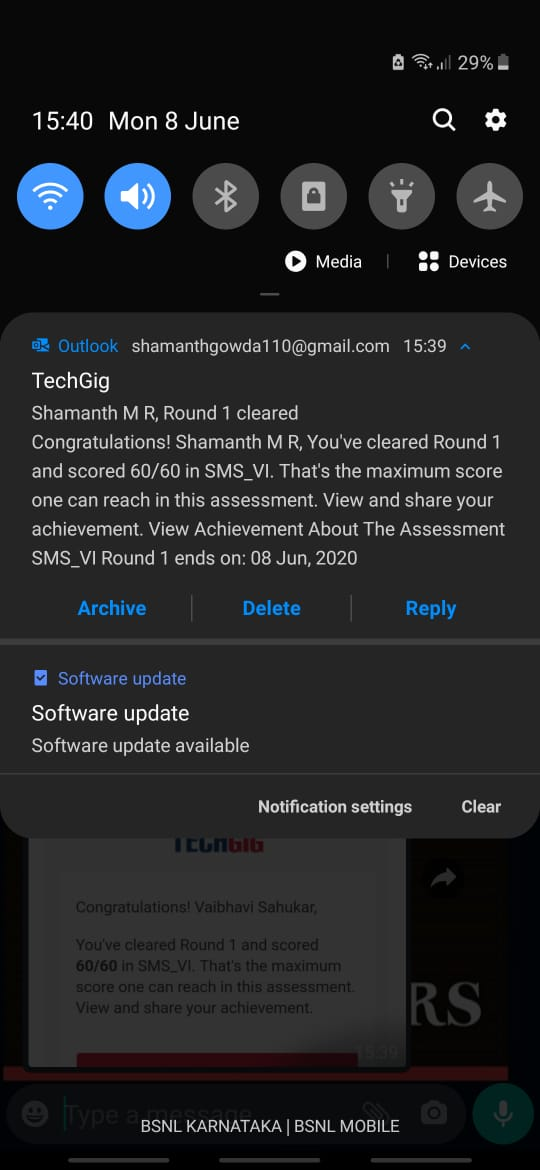 29%
15:40 Mon 8 June
Media | Devices
Outlook shamanthgowda110@gmail.com 15:39
TechGig
Shamanth M R, Round 1 cleared
Congratulations! Shamanth M R, You've cleared Round 1
and scored 60/60 in SMS_VI. That's the maximum score
one can reach in this assessment. View and share your
achievement. View Achievement About The Assessment
SMS_VI Round 1 ends on: 08 Jun, 2020
Archive Delete Reply
Software update
Software update
Software update available
Notification settings Clear
TECHGIG
Congratulations! Vaibhavi Sahukar,
You've cleared Round 1 and scored
60/60 in SMS_VI. That's the maximum
score one can reach in this assessment.
View and share your achievement.
RS
15:39
Type a message
BSNL KARNATAKA | BSNL MOBILE